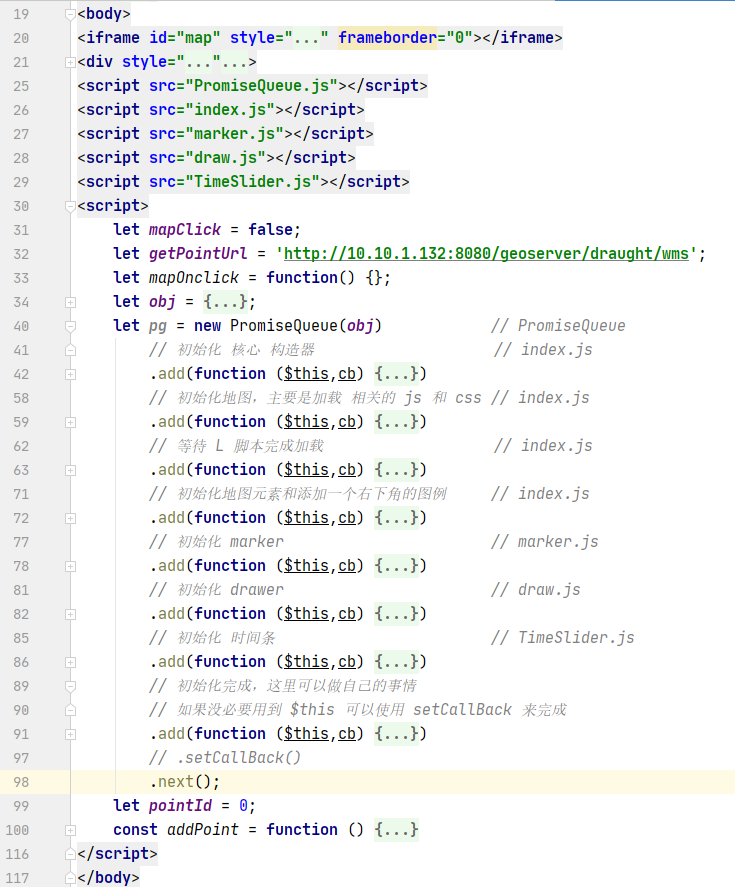 19 <body>
20 <iframe id="map" style="..." frameborder="0"></iframe>
21 <div style="..."...>
25 <script src="PromiseQueue.js"></script>
26 <script src="index.js"></script>
27 <script src="marker.js"></script>
28 <script src="draw.js"></script>
29 <script src="TimeSlider.js"></script>
30 <script>
31 let mapClick = false;
32 let getPointUrl = 'http://10.10.1.132:8080/geoserver/draught/wms';
33 let mapOnclick = function() {};
34 let obj = {...};
40 let pg = new PromiseQueue(obj) // PromiseQueue
41 // 初始化 核心 构造器 // index.js
42 .add(function ($this,cb) {...})
58 // 初始化地图，主要是加载 相关的 js 和 css // index.js
59 .add(function ($this,cb) {...})
62 // 等待 L 脚本完成加载 // index.js
63 .add(function ($this,cb) {...})
71 // 初始化地图元素和添加一个右下角的图例 // index.js
72 .add(function ($this,cb) {...})
77 // 初始化 marker // marker.js
78 .add(function ($this,cb) {...})
81 // 初始化 drawer // draw.js
82 .add(function ($this,cb) {...})
85 // 初始化 时间条 // TimeSlider.js
86 .add(function ($this,cb) {...})
89 // 初始化完成，这里可以做自己的事情
90 // 如果没必要用到 $this 可以使用 setCallBack 来完成
91 .add(function ($this,cb) {...})
97 // .setCallBack()
98 .next();
99 let pointId = 0;
100 const addPoint = function () {...}
116 </script>
117 </body>